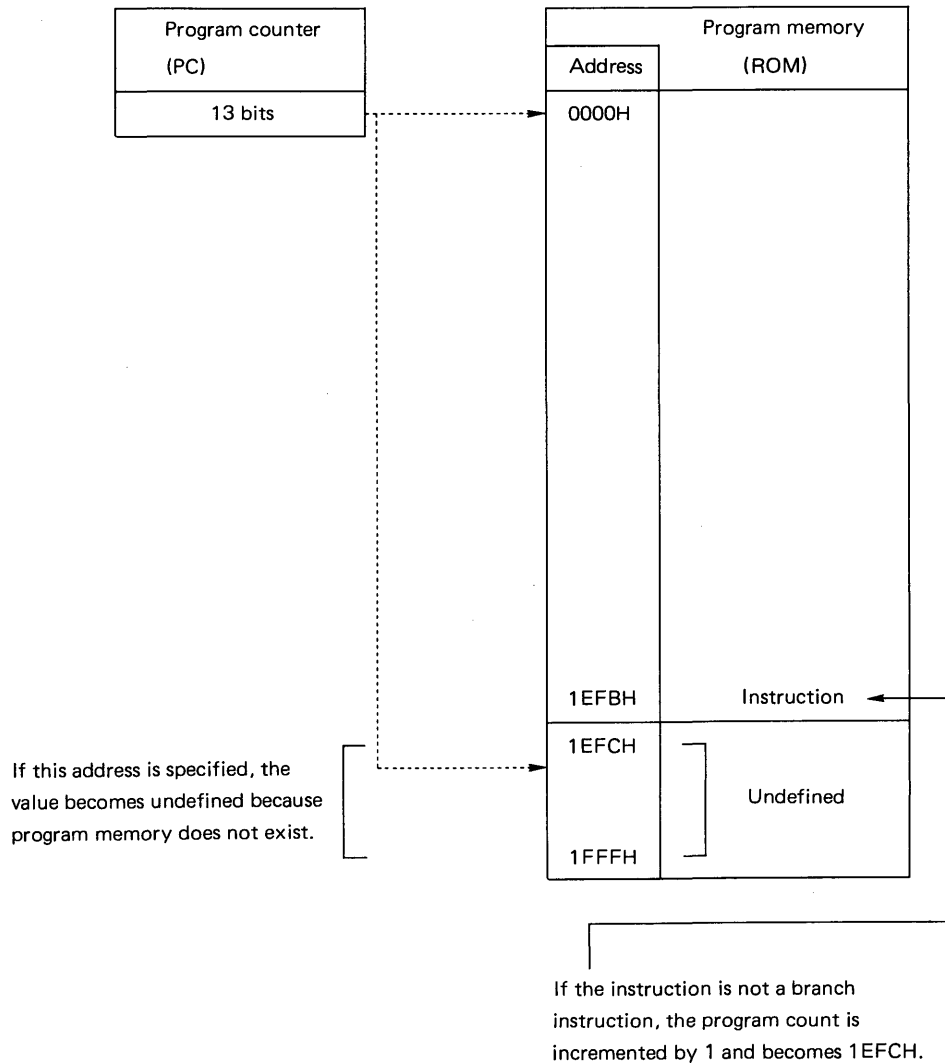 Program counter
(PC)
13 bits
Program memory
(ROM)
Address
0000H
1EFBH
Instruction
1EFCH
Undefined
1FFFH
If this address is specified, the
value becomes undefined because
program memory does not exist.
If the instruction is not a branch
instruction, the program count is
incremented by 1 and becomes 1EFCH.